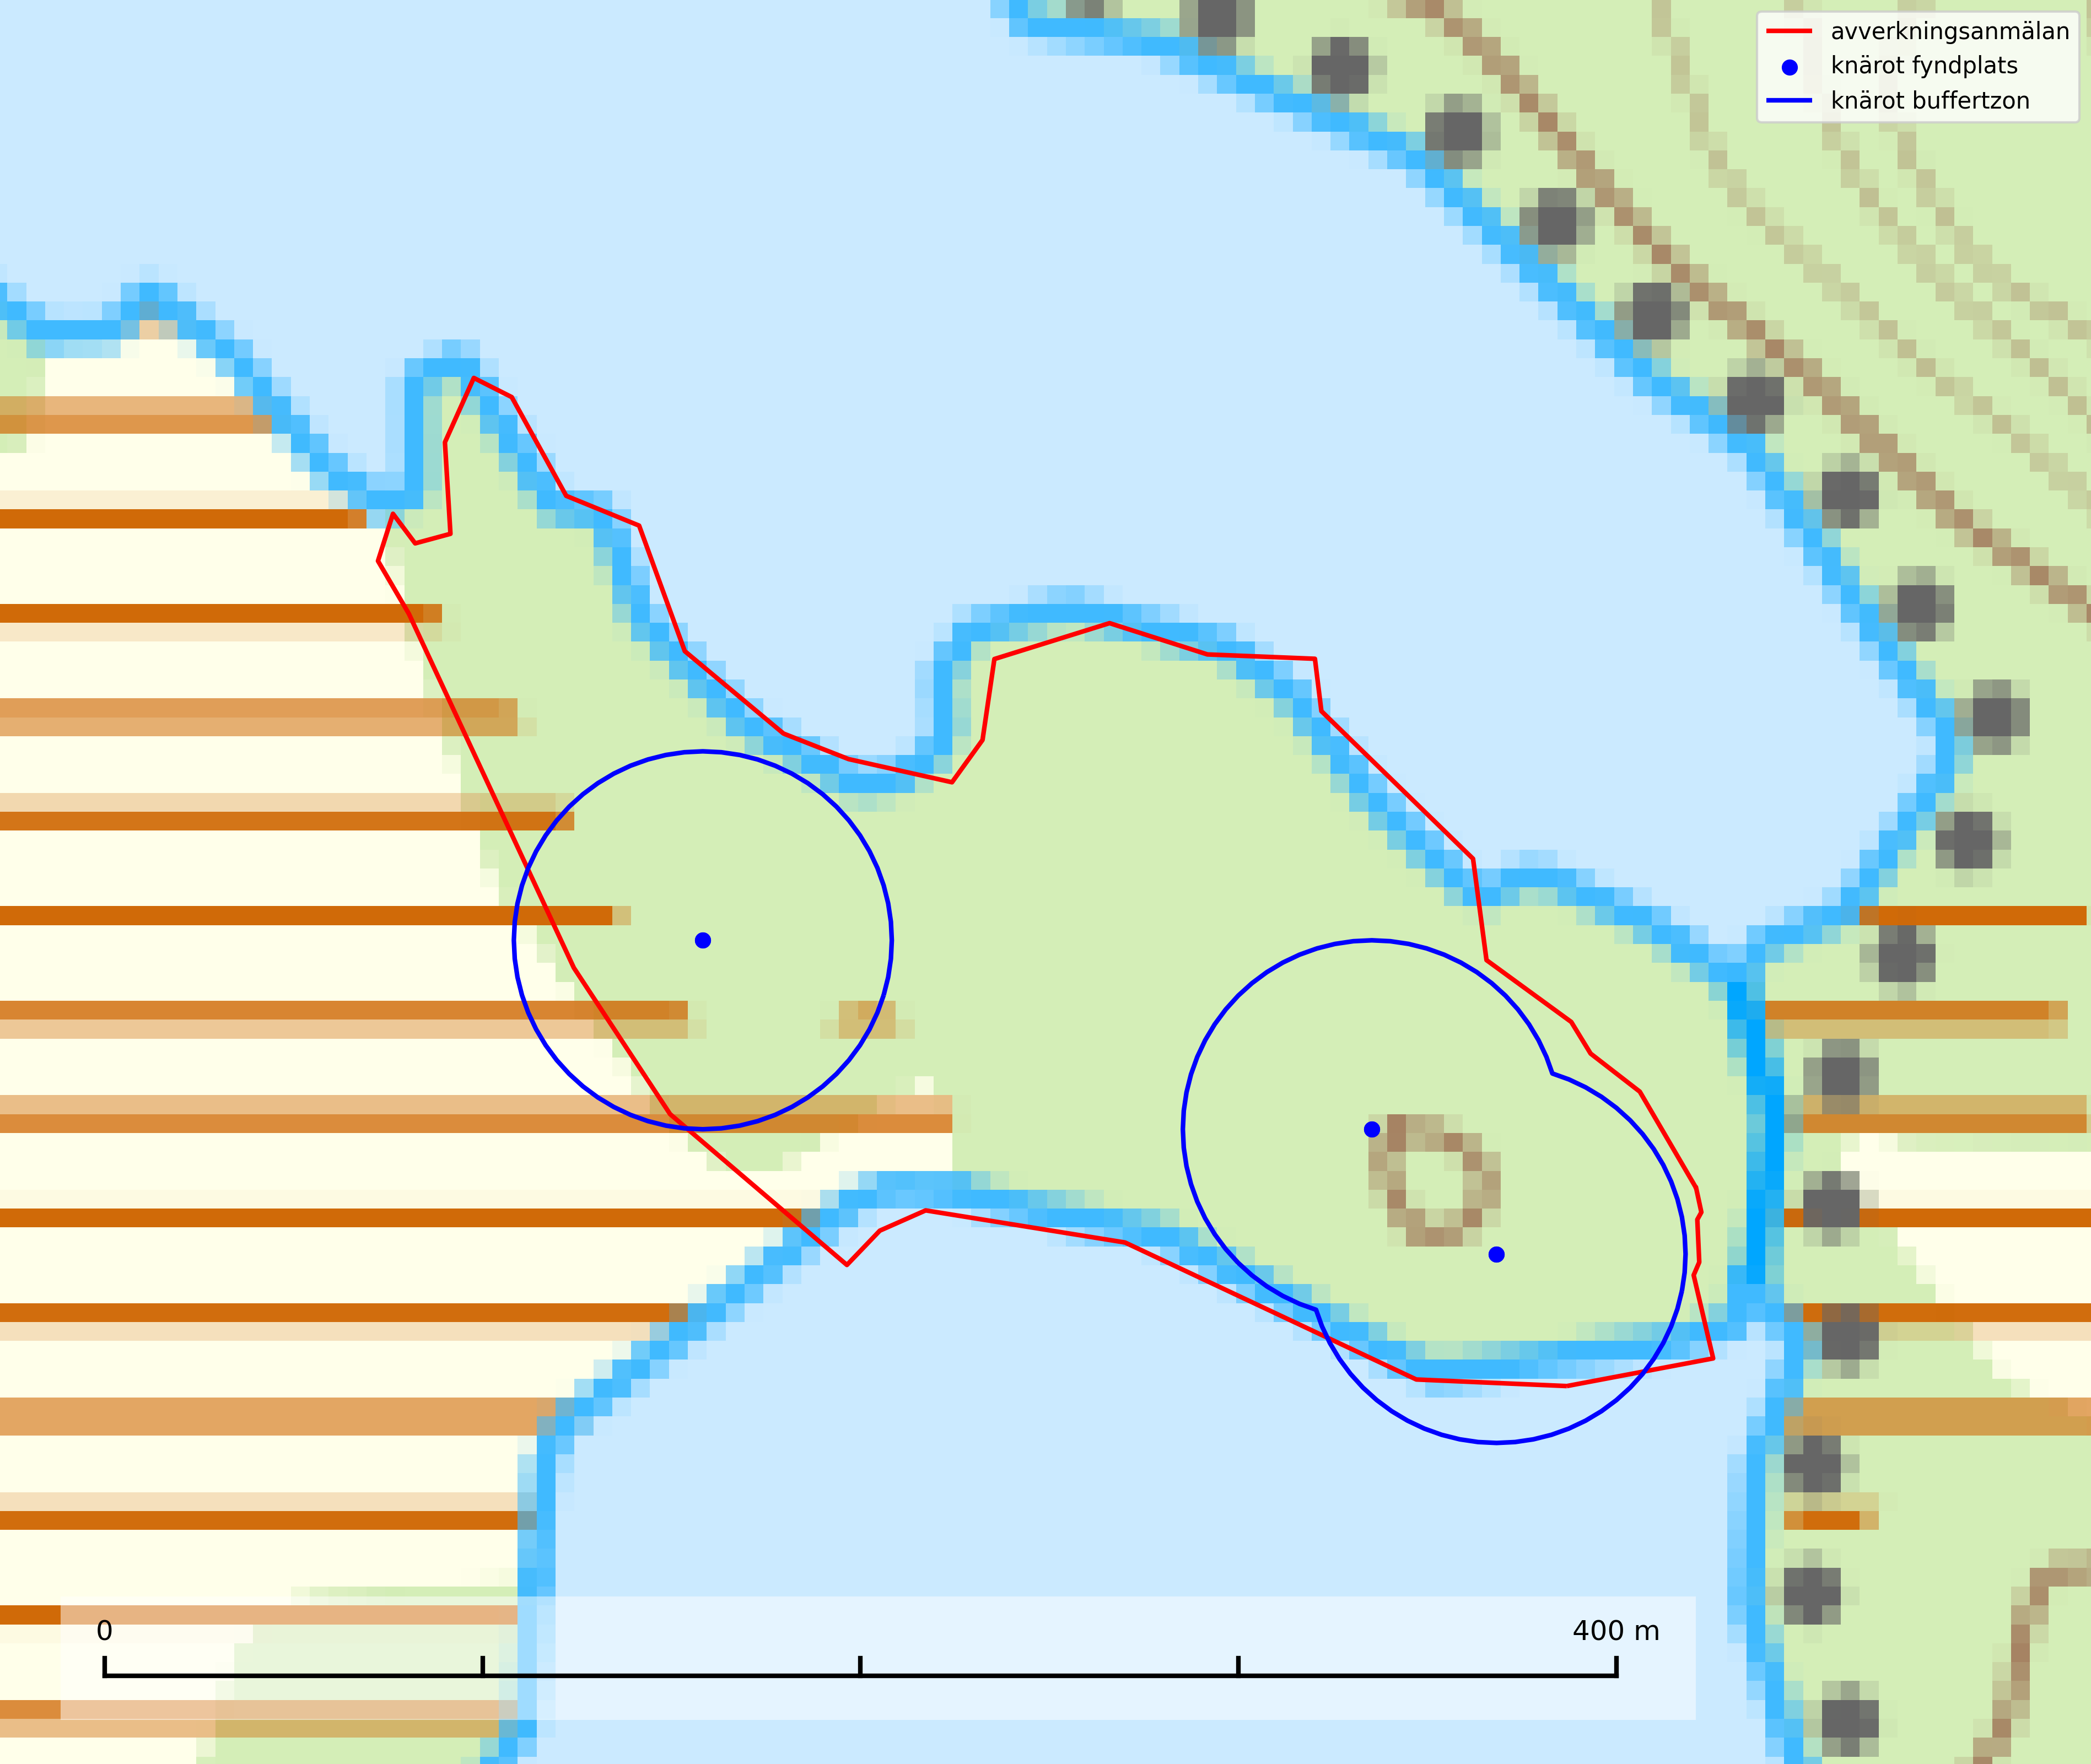 avverkningsanmälan
knärot fyndplats
knärot buffertzon
0
400 m